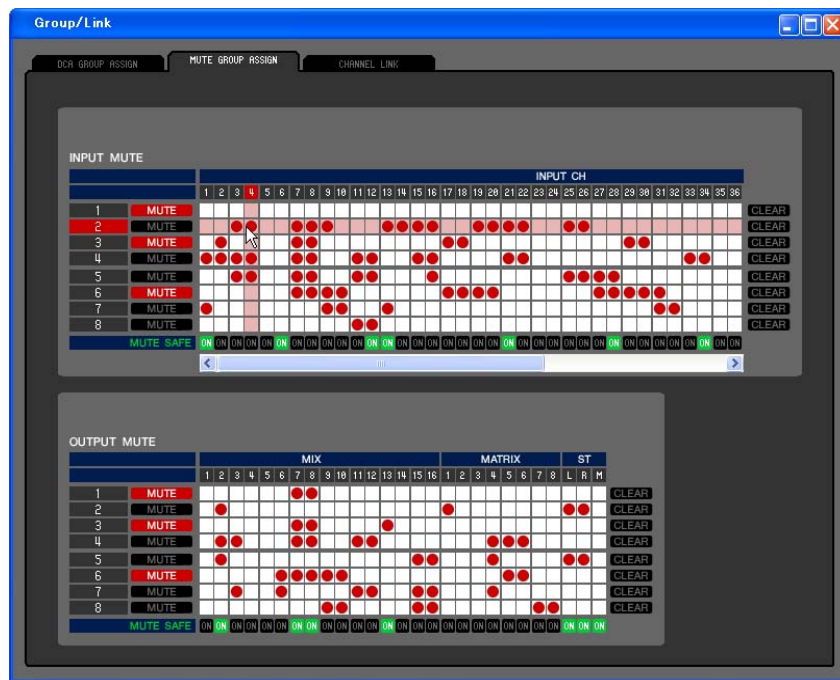 Group/Link
DCA GROUP ASSIGN MUTE GROUP ASSIGN CHANNEL LINK
INPUT MUTE
INPUT CH
1 2 3 4 5 6 7 8 9 10 11 12 13 14 15 16 17 18 19 20 21 22 23 24 25 26 27 28 29 30 31 32 33 34 35 36
1 MUTE CLEAR
2 MUTE CLEAR
3 MUTE CLEAR
4 MUTE CLEAR
5 MUTE CLEAR
6 MUTE CLEAR
7 MUTE CLEAR
8 MUTE CLEAR
MUTE SAFE ON ON ON ON ON ON ON ON ON ON ON ON ON ON ON ON ON ON ON ON ON ON ON ON ON ON ON ON ON ON ON ON ON ON ON ON
OUTPUT MUTE
MIX MATRIX ST
1 2 3 4 5 6 7 8 9 10 11 12 13 14 15 16 1 2 3 4 5 6 7 8 L R M
1 MUTE CLEAR
2 MUTE CLEAR
3 MUTE CLEAR
4 MUTE CLEAR
5 MUTE CLEAR
6 MUTE CLEAR
7 MUTE CLEAR
8 MUTE CLEAR
MUTE SAFE ON ON ON ON ON ON ON ON ON ON ON ON ON ON ON ON ON ON ON ON ON ON ON ON ON ON ON